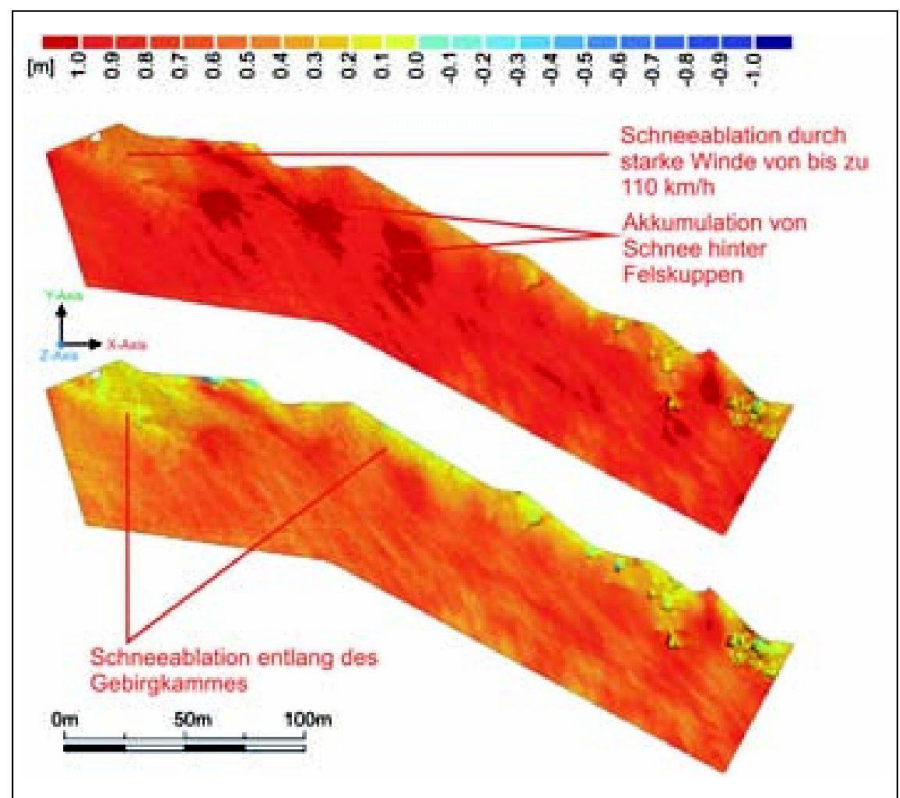 [m] 1.0 0.9 0.8 0.7 0.6 0.5 0.4 0.3 0.2 0.1 0.0 -0.1 -0.2 -0.3 -0.4 -0.5 -0.6 -0.7 -0.8 -0.9 -1.0
Schneeablation durch
starke Winde von bis zu
110 km/h
Akkumulation von
Schnee hinter
Felskuppen
Y-Axis
X-Axis
Z-Axis
Schneeablation entlang des
Gebirgkammes
0m 50m 100m